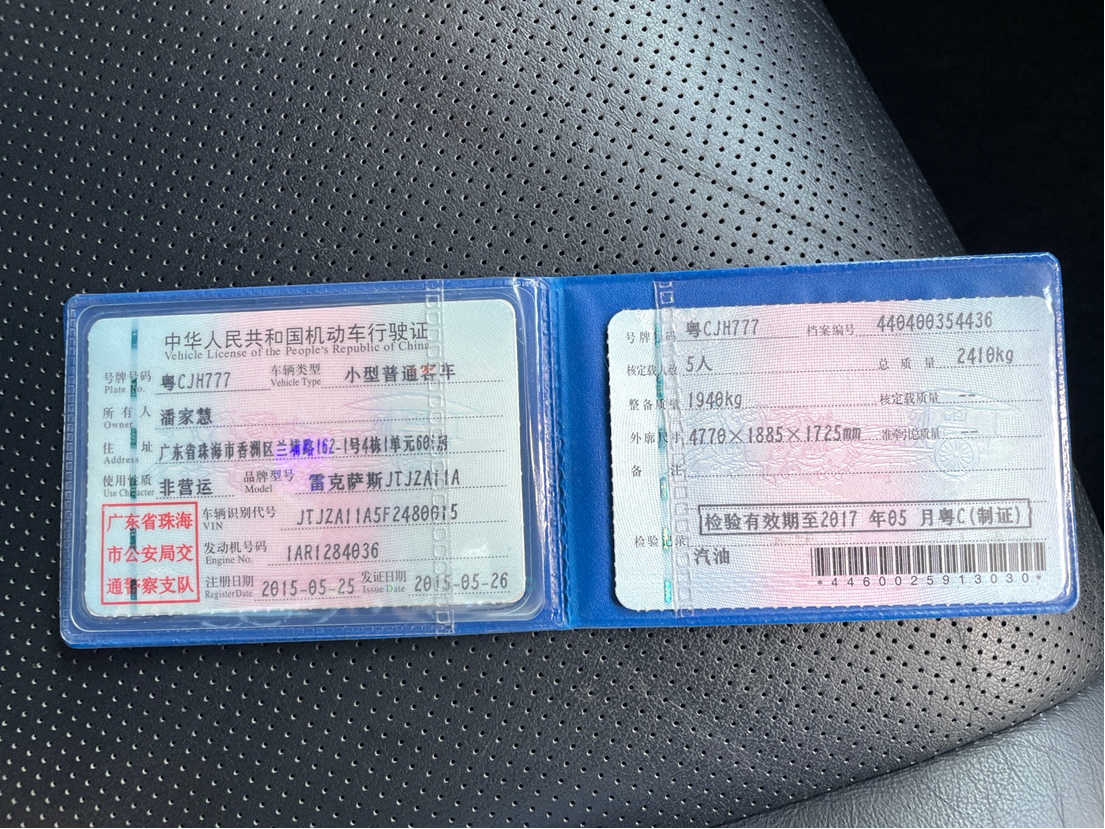 中华人民共和国机动车行驶证
Vehicle License of the People's Republic of China
号牌号码 粤CJH777 车辆类型 小型普通客车
Plate No. Vehicle Type
所有人 潘家慧
Owner
住址 广东省珠海市香洲区兰埔路162-1号4栋1单元601房
Address
使用性质 非营运 品牌型号 雷克萨斯JTJZA11A
Use Character Model
广东省珠海
市公安局交
通警察支队
车辆识别代号 JTJZA11A5F2480015
VIN
发动机号码 1AR1284036
Engine No.
注册日期 2015-05-25 发证日期 2015-05-26
Register Date Issue Date
号牌号码 粤CJH777 档案编号 440400354436
核定载人数 5人 总质量 2410kg
整备质量 1940kg 核定载质量 --
外廓尺寸 4770×1885×1725mm 准牵引总质量 --
备注
检验有效期至2017 年05 月粤C(制证)
检验记录
汽油
*4460025913030*